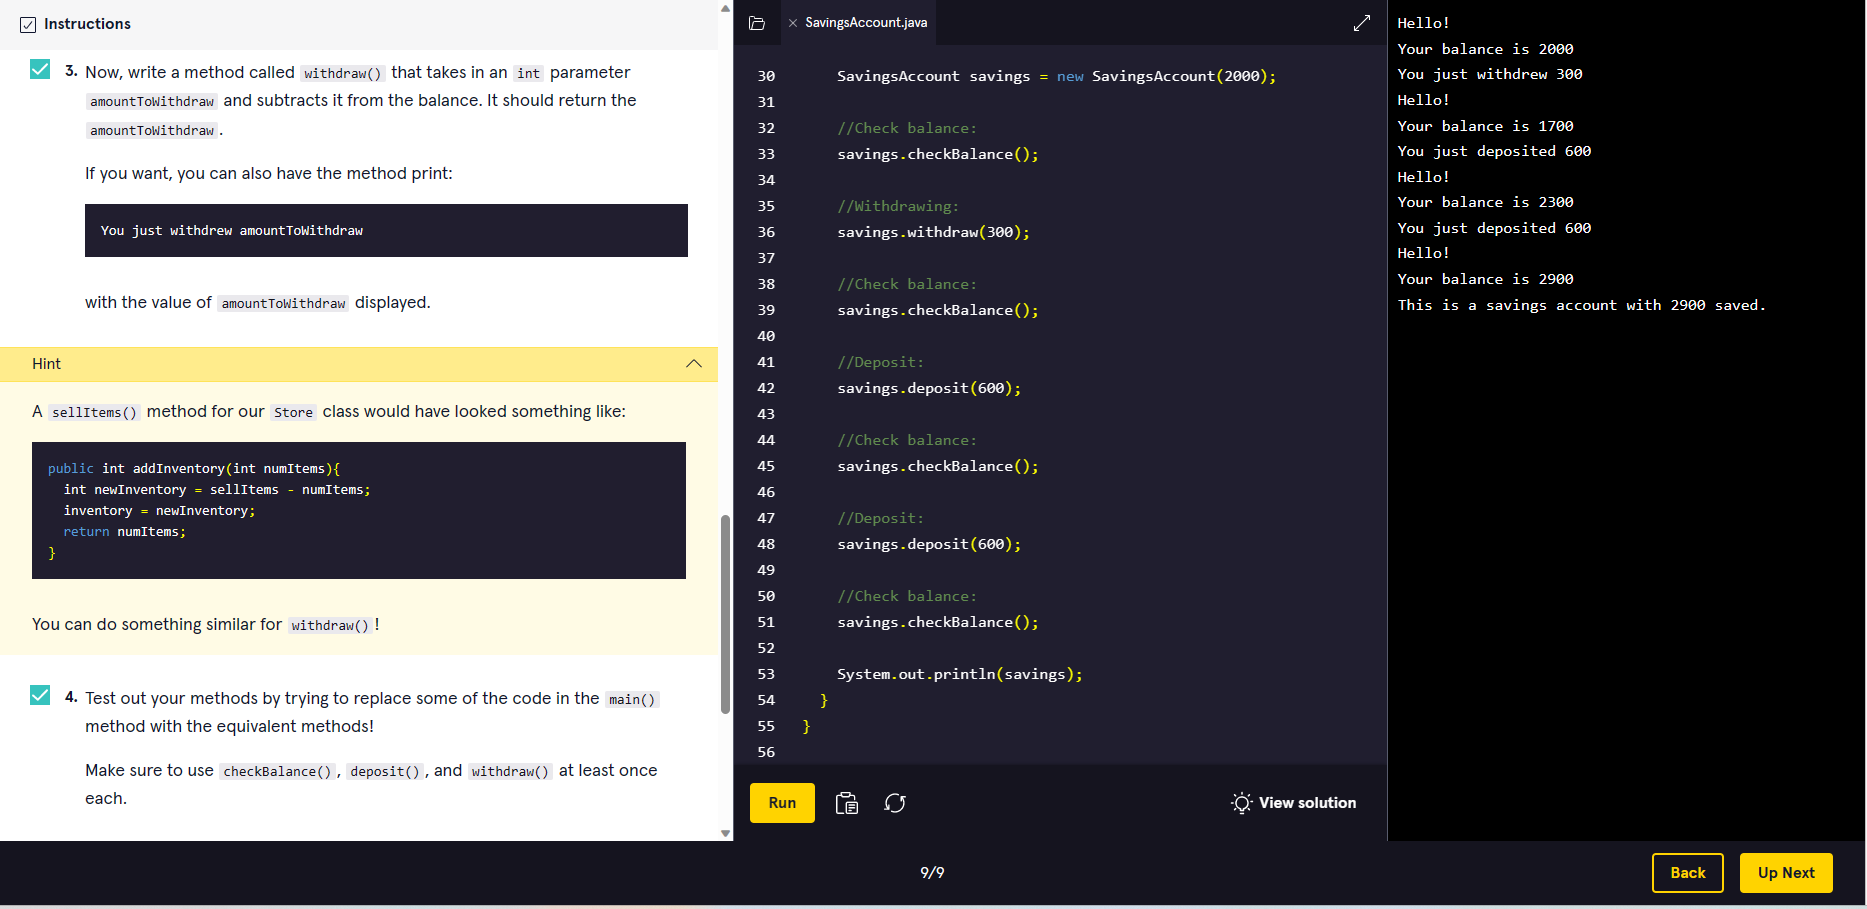 Instructions
3. Now, write a method called withdraw() that takes in an int parameter
amountToWithdraw and subtracts it from the balance. It should return the
amountToWithdraw.
If you want, you can also have the method print:
You just withdrew amountToWithdraw
with the value of amountToWithdraw displayed.
Hint
A sellItems() method for our Store class would have looked something like:
public int addInventory(int numItems){
int newInventory = sellItems - numItems;
inventory = newInventory;
return numItems;
}
You can do something similar for withdraw()!
4. Test out your methods by trying to replace some of the code in the main()
method with the equivalent methods!
Make sure to use checkBalance(), deposit(), and withdraw() at least once
each.
SavingsAccount.java
30 SavingsAccount savings = new SavingsAccount(2000);
31
32 //Check balance:
33 savings.checkBalance();
34
35 //Withdrawing:
36 savings.withdraw(300);
37
38 //Check balance:
39 savings.checkBalance();
40
41 //Deposit:
42 savings.deposit(600);
43
44 //Check balance:
45 savings.checkBalance();
46
47 //Deposit:
48 savings.deposit(600);
49
50 //Check balance:
51 savings.checkBalance();
52
53 System.out.println(savings);
54 }
55 }
56
Run
View solution
Hello!
Your balance is 2000
You just withdrew 300
Hello!
Your balance is 1700
You just deposited 600
Hello!
Your balance is 2300
You just deposited 600
Hello!
Your balance is 2900
This is a savings account with 2900 saved.
9/9
Back
Up Next